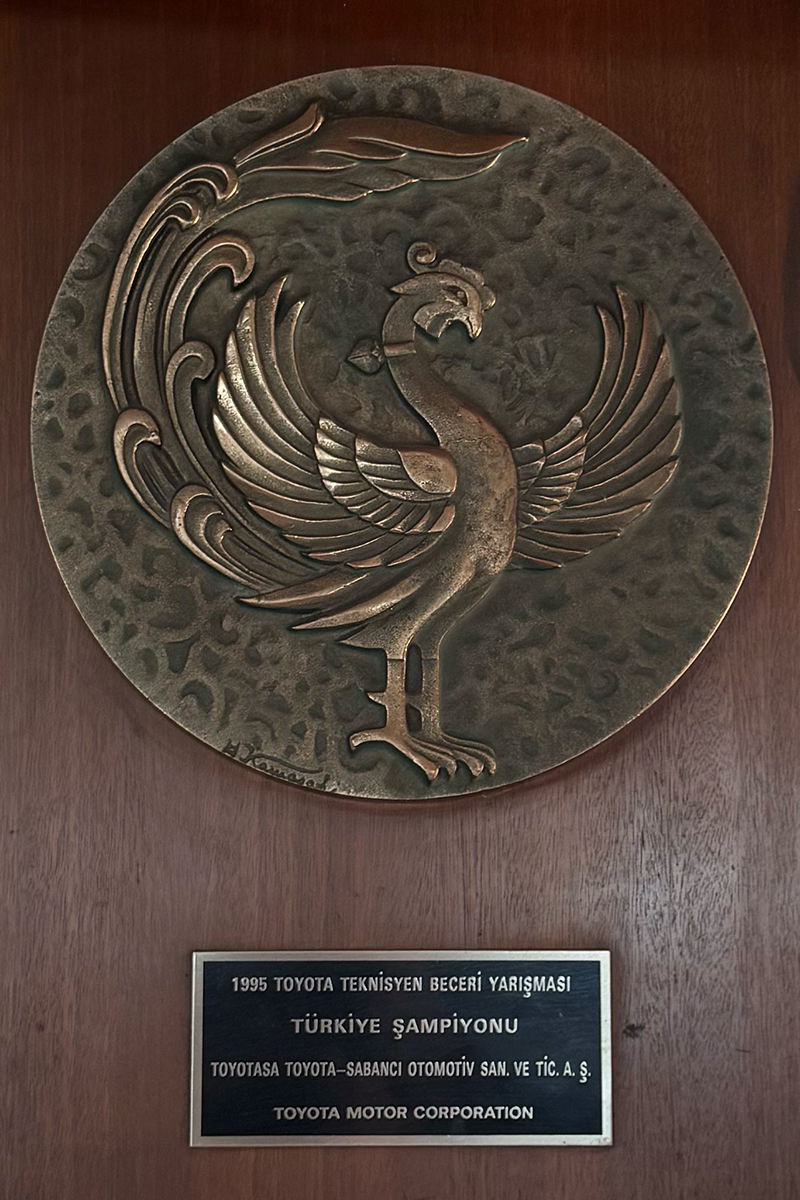 1995 TOYOTA TEKNİSYEN BECERİ YARIŞMASI
TÜRKİYE ŞAMPİYONU
TOYOTASA TOYOTA–SABANCI OTOMOTİV SAN. VE TİC. A. Ş.
TOYOTA MOTOR CORPORATION